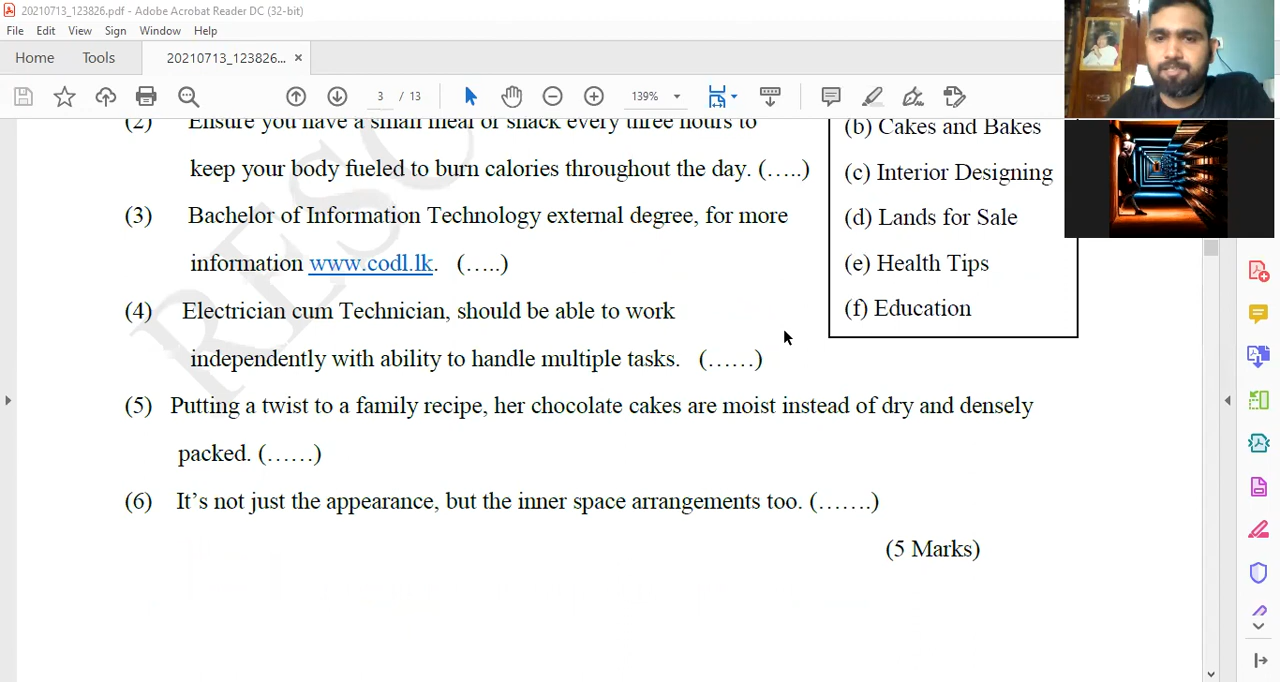 20210713_123826.pdf - Adobe Acrobat Reader DC (32-bit)
File Edit View Sign Window Help
Home Tools 20210713_123826... ×
3 / 13 139%
(2) Ensure you have a small meal or snack every three hours to
keep your body fueled to burn calories throughout the day. (…..)
(3) Bachelor of Information Technology external degree, for more
information www.codl.lk. (…..)
(4) Electrician cum Technician, should be able to work
independently with ability to handle multiple tasks. (……)
(5) Putting a twist to a family recipe, her chocolate cakes are moist instead of dry and densely
packed. (……)
(6) It’s not just the appearance, but the inner space arrangements too. (…….)
(5 Marks)
(b) Cakes and Bakes
(c) Interior Designing
(d) Lands for Sale
(e) Health Tips
(f) Education
RESC